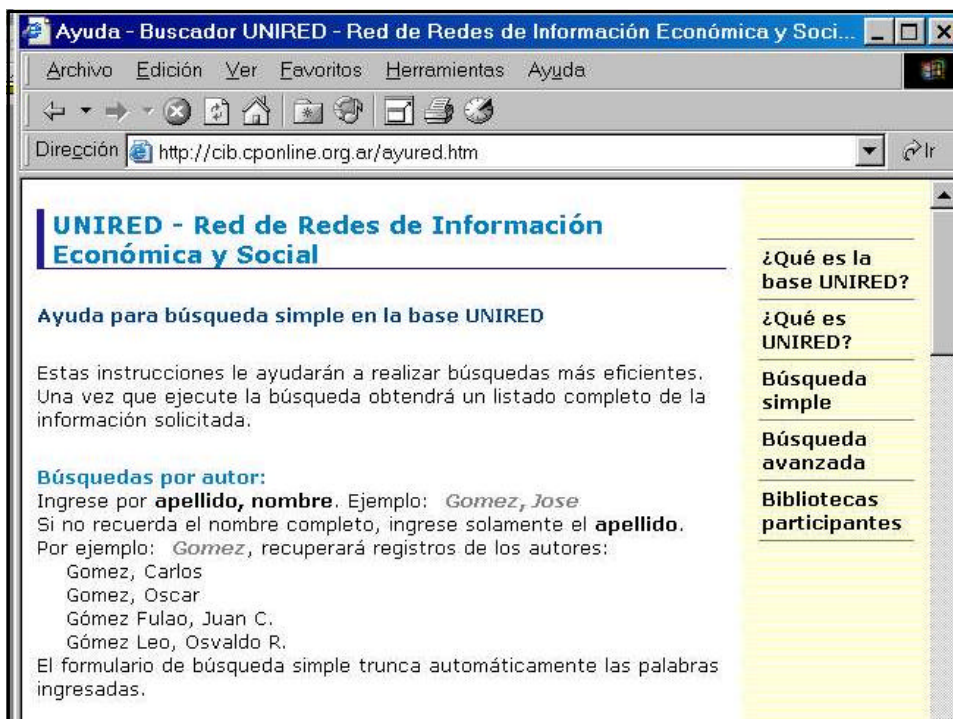 Ayuda - Buscador UNIRED - Red de Redes de Información Económica y Soci...
Archivo Edición Ver Favoritos Herramientas Ayuda
Dirección http://cib.cponline.org.ar/ayured.htm Ir
UNIRED - Red de Redes de Información
Económica y Social
Ayuda para búsqueda simple en la base UNIRED
Estas instrucciones le ayudarán a realizar búsquedas más eficientes.
Una vez que ejecute la búsqueda obtendrá un listado completo de la
información solicitada.
Búsquedas por autor:
Ingrese por apellido, nombre. Ejemplo: Gomez, Jose
Si no recuerda el nombre completo, ingrese solamente el apellido.
Por ejemplo: Gomez, recuperará registros de los autores:
Gomez, Carlos
Gomez, Oscar
Gómez Fulao, Juan C.
Gómez Leo, Osvaldo R.
El formulario de búsqueda simple trunca automáticamente las palabras
ingresadas.
¿Qué es la
base UNIRED?
¿Qué es
UNIRED?
Búsqueda
simple
Búsqueda
avanzada
Bibliotecas
participantes